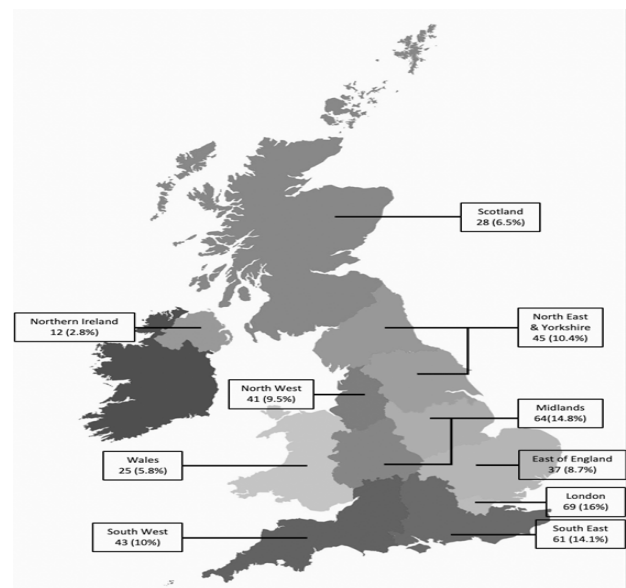 Scotland
28 (6.5%)
Northern Ireland
12 (2.8%)
North East
& Yorkshire
45 (10.4%)
North West
41 (9.5%)
Midlands
64(14.8%)
Wales
25 (5.8%)
East of England
37 (8.7%)
London
69 (16%)
South West
43 (10%)
South East
61 (14.1%)